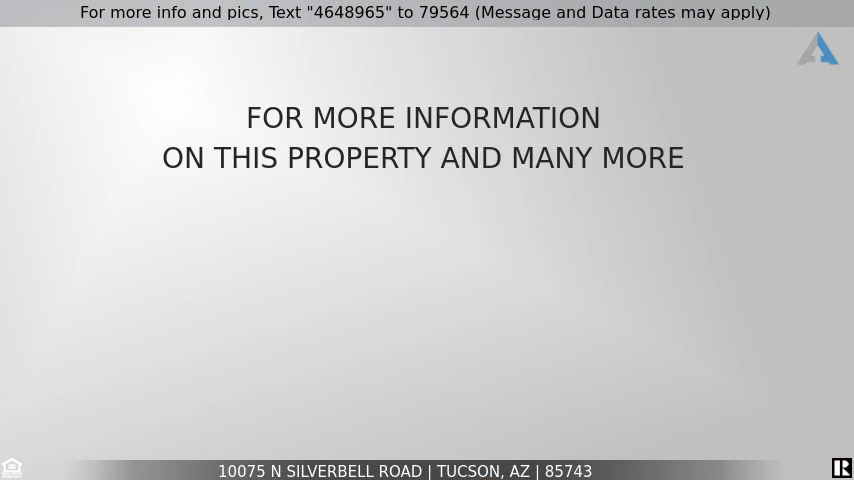 For more info and pics, Text "4648965" to 79564 (Message and Data rates may apply)
FOR MORE INFORMATION
ON THIS PROPERTY AND MANY MORE
10075 N SILVERBELL ROAD | TUCSON, AZ | 85743